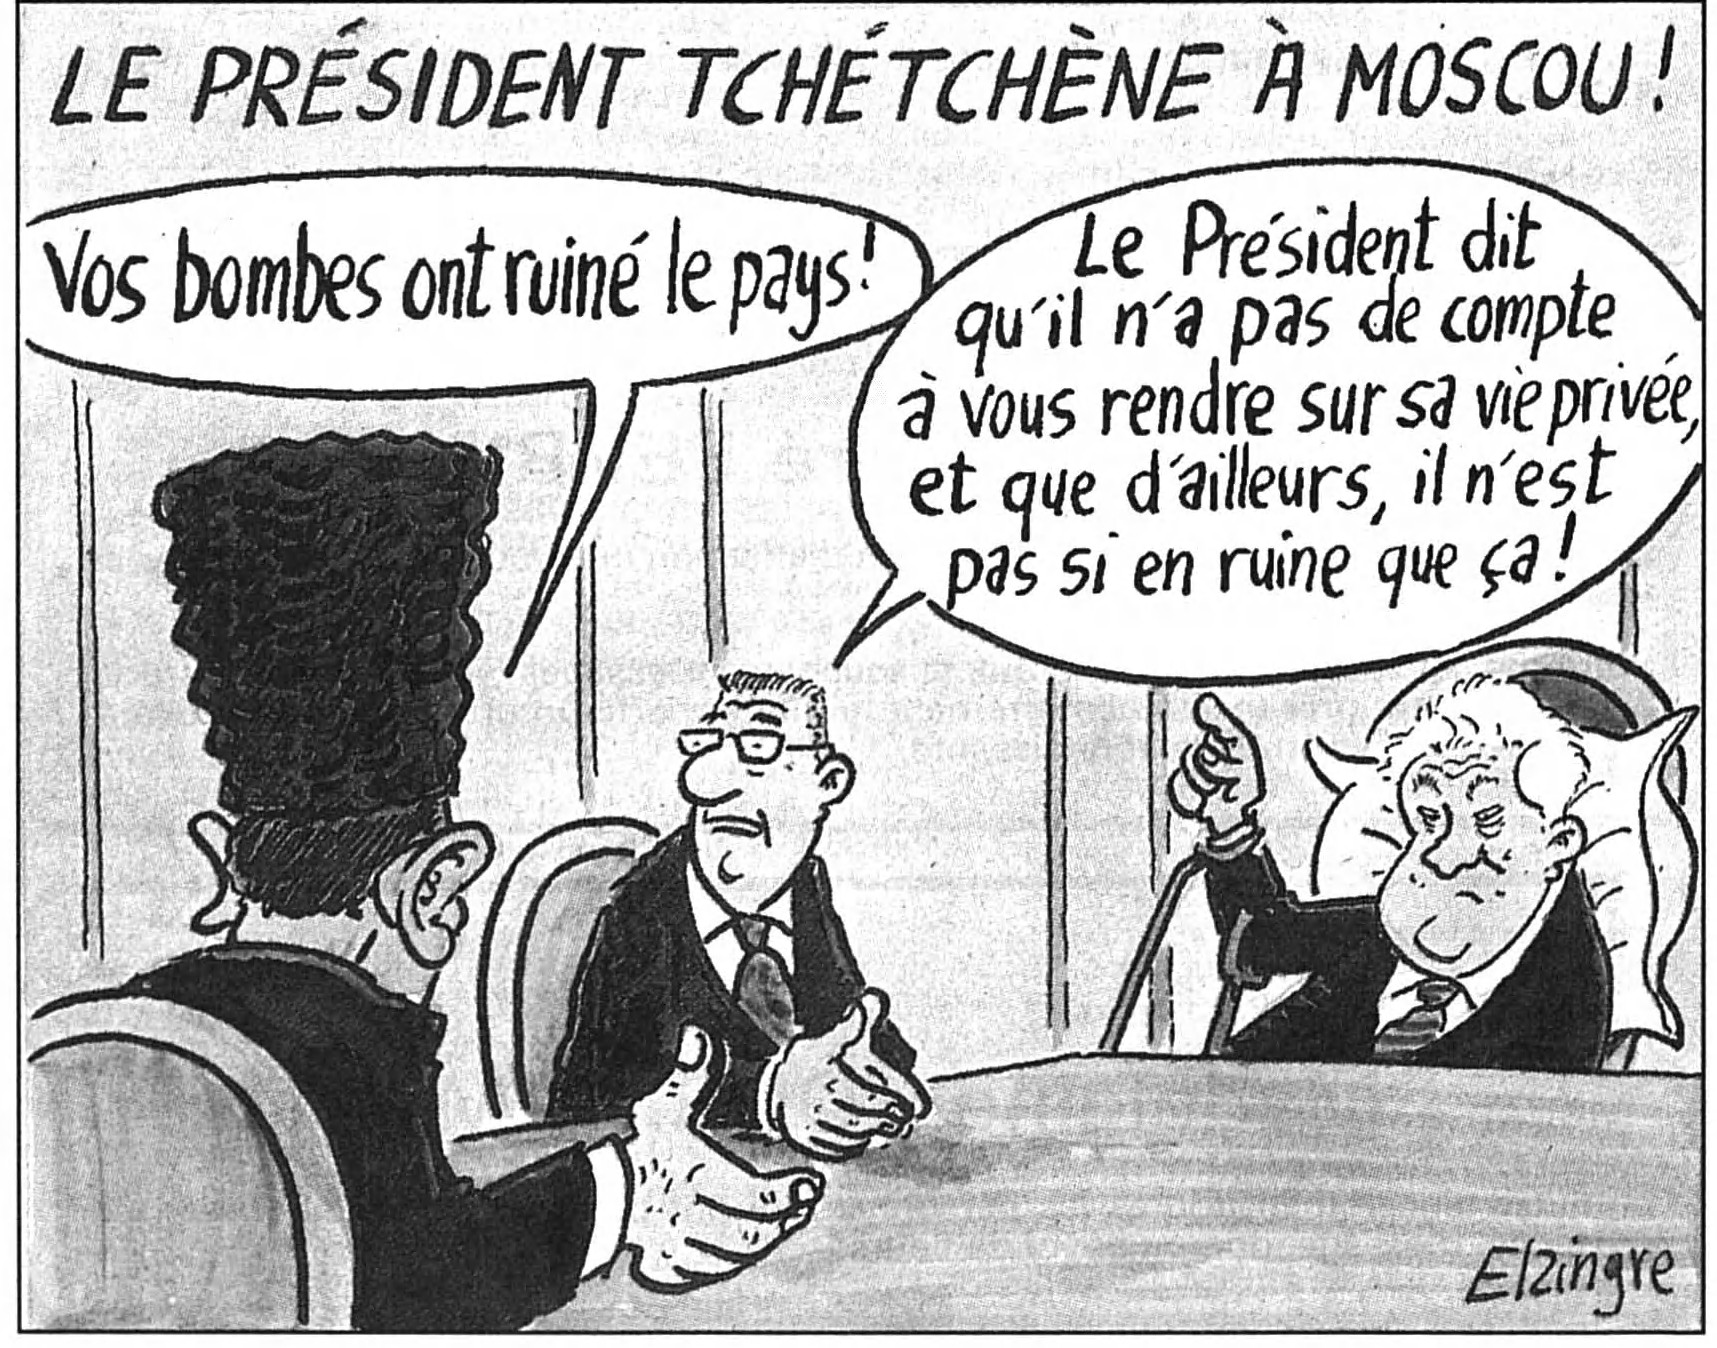 LE PRÉSIDENT TCHÉTCHÈNE À MOSCOU!
Vos bombes ont ruiné le pays!
Le Président dit
qu'il n'a pas de compte
à vous rendre sur sa vie privée,
et que d'ailleurs, il n'est
pas si en ruine que ça!
Elzingre